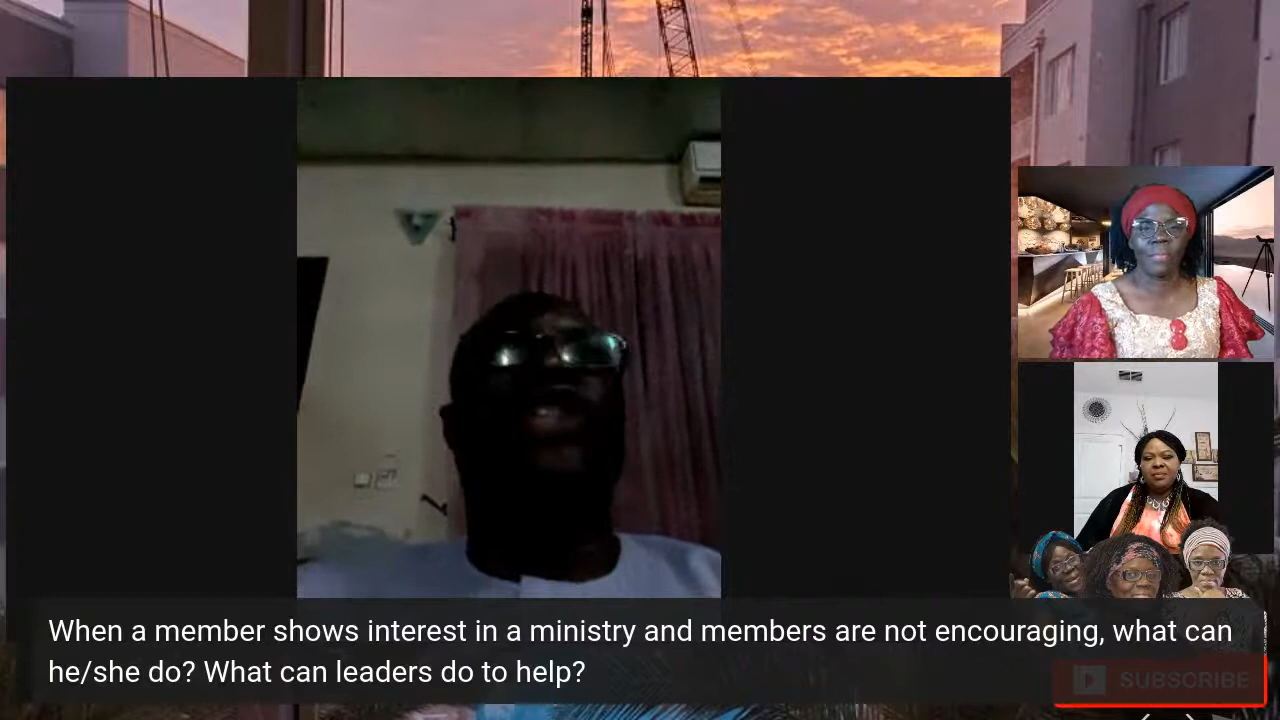 When a member shows interest in a ministry and members are not encouraging, what can
he/she do? What can leaders do to help?
SUBSCRIBE